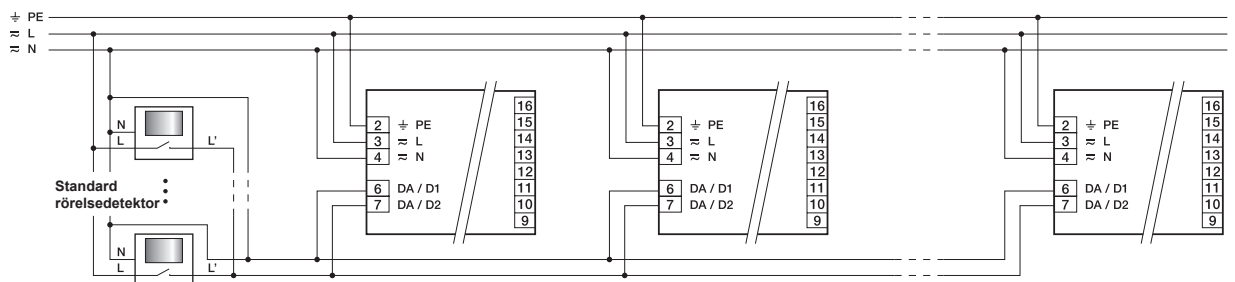 ⏚ PE
≂ L
≂ N
N
L
L'
Standard
rörelsedetektor
N
L
L'
2 ⏚ PE
3 ≂ L
4 ≂ N
6 DA / D1
7 DA / D2
16
15
14
13
12
11
10
9
2 ⏚ PE
3 ≂ L
4 ≂ N
6 DA / D1
7 DA / D2
16
15
14
13
12
11
10
9
2 ⏚ PE
3 ≂ L
4 ≂ N
6 DA / D1
7 DA / D2
16
15
14
13
12
11
10
9